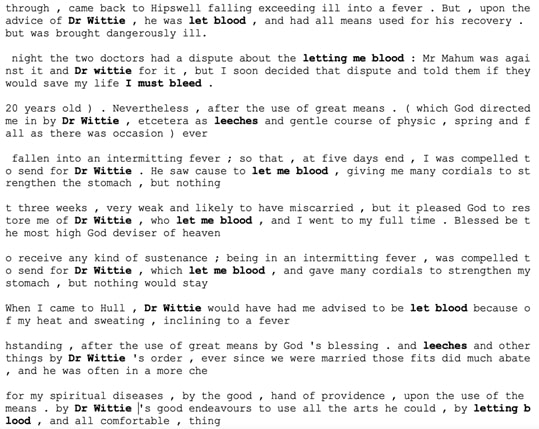 through , came back to Hipswell falling exceeding ill into a fever . But , upon the
advice of Dr Wittie , he was let blood , and had all means used for his recovery .
but was brought dangerously ill.
night the two doctors had a dispute about the letting me blood : Mr Mahum was agai
nst it and Dr wittie for it , but I soon decided that dispute and told them if they
would save my life I must bleed .
20 years old ) . Nevertheless , after the use of great means . ( which God directed
me in by Dr Wittie , etcetera as leeches and gentle course of physic , spring and f
all as there was occasion ) ever
fallen into an intermitting fever ; so that , at five days end , I was compelled t
o send for Dr Wittie . He saw cause to let me blood , giving me many cordials to st
rengthen the stomach , but nothing
t three weeks , very weak and likely to have miscarried , but it pleased God to res
tore me of Dr Wittie , who let me blood , and I went to my full time . Blessed be t
he most high God deviser of heaven
o receive any kind of sustenance ; being in an intermitting fever , was compelled t
o send for Dr Wittie , which let me blood , and gave many cordials to strengthen my
stomach , but nothing would stay
When I came to Hull , Dr Wittie would have had me advised to be let blood because o
f my heat and sweating , inclining to a fever
hstanding , after the use of great means by God 's blessing . and leeches and other
things by Dr Wittie 's order , ever since we were married those fits did much abate
, and he was often in a more che
for my spiritual diseases , by the good , hand of providence , upon the use of the
means . by Dr Wittie 's good endeavours to use all the arts he could , by letting b
lood , and all comfortable , thing